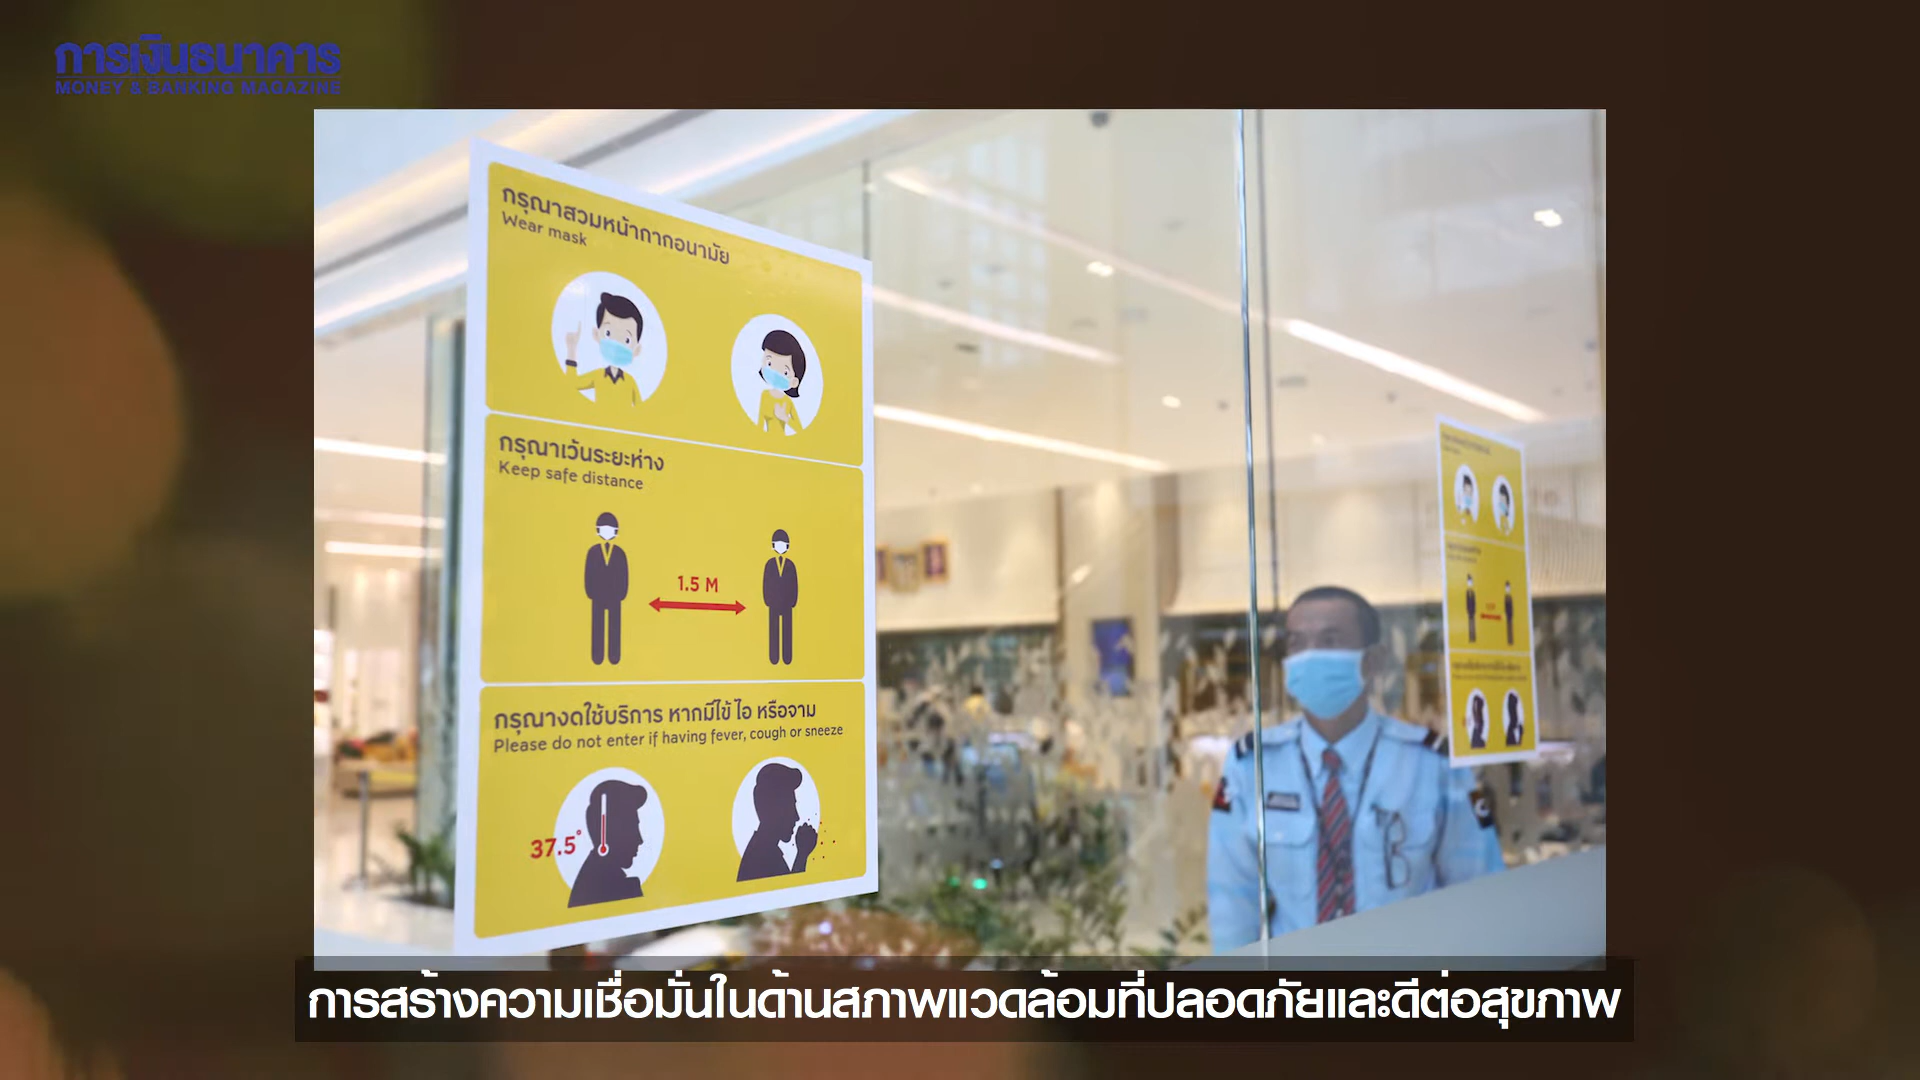 การเงินธนาคาร
MONEY & BANKING MAGAZINE
กรุณาสวมหน้ากากอนามัย
Wear mask
กรุณาเว้นระยะห่าง
Keep safe distance
1.5 M
กรุณางดใช้บริการ หากมีไข้ ไอ หรือจาม
Please do not enter if having fever, cough or sneeze
37.5°
การสร้างความเชื่อมั่นในด้านสภาพแวดล้อมที่ปลอดภัยและดีต่อสุขภาพ